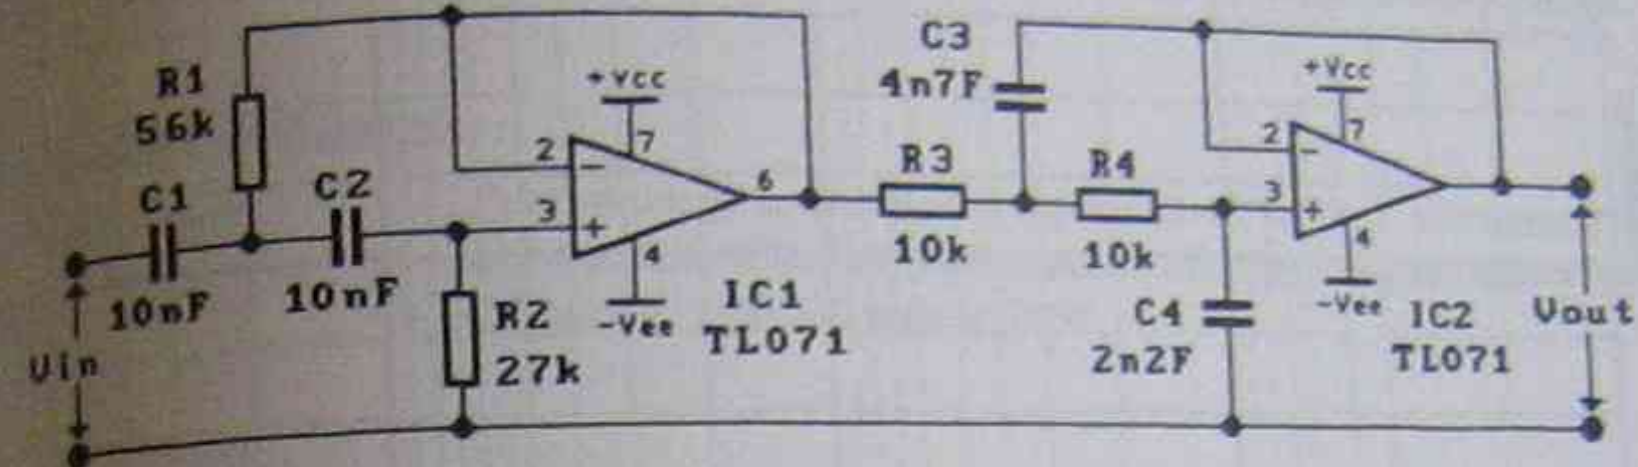 R1
56k
C1
10nF
C2
10nF
Vin
R2
27k
+Vcc
7
2
3
6
4
-Vee
IC1
TL071
C3
4n7F
R3
10k
R4
10k
C4
2n2F
+Vcc
7
2
3
4
-Vee
IC2
TL071
Vout